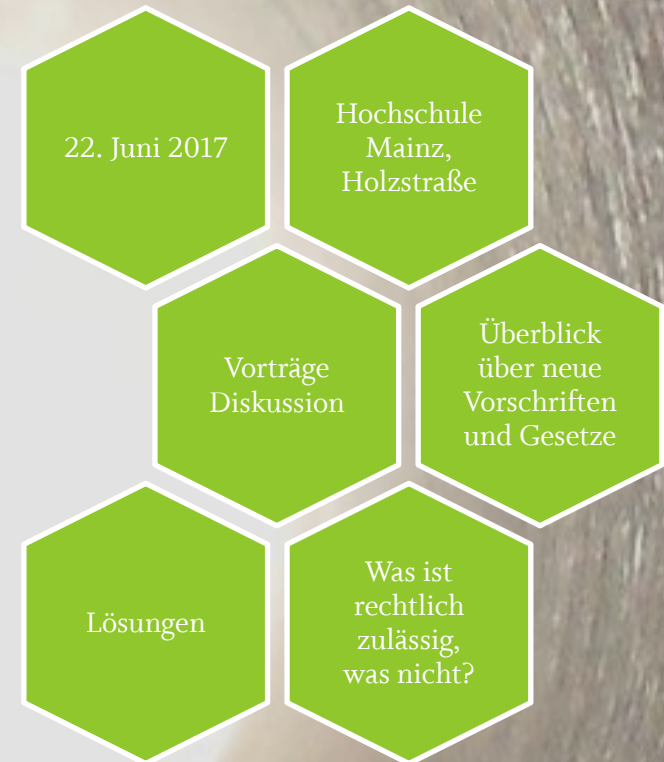 22. Juni 2017
Hochschule
Mainz,
Holzstraße
Vorträge
Diskussion
Überblick
über neue
Vorschriften
und Gesetze
Lösungen
Was ist
rechtlich
zulässig,
was nicht?